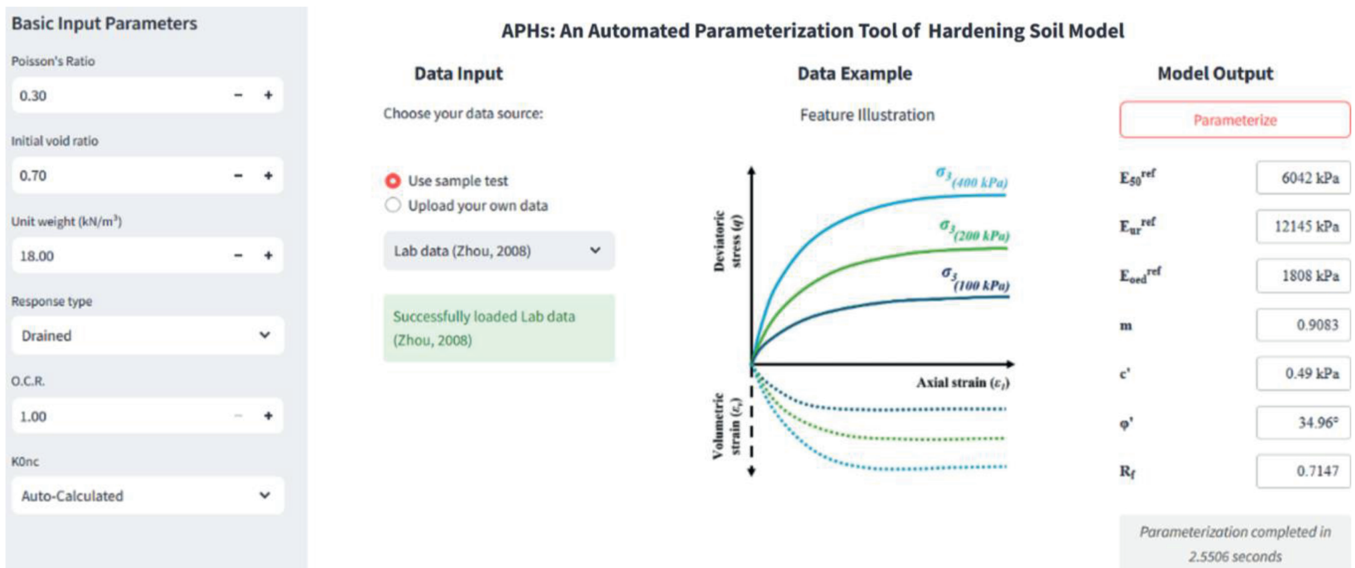 Basic Input Parameters
Poisson's Ratio
0.30 - +
Initial void ratio
0.70 - +
Unit weight (kN/m³)
18.00 - +
Response type
Drained
O.C.R.
1.00 - +
K0nc
Auto-Calculated
APHs: An Automated Parameterization Tool of Hardening Soil Model
Data Input
Choose your data source:
Use sample test
Upload your own data
Lab data (Zhou, 2008)
Successfully loaded Lab data
(Zhou, 2008)
Data Example
Feature Illustration
Deviatoric
stress (q)
σ3 (400 kPa)
σ3 (200 kPa)
σ3 (100 kPa)
Axial strain (ε1)
Volumetric
strain (εv)
Model Output
Parameterize
E50ref 6042 kPa
Eurref 12145 kPa
Eoedref 1808 kPa
m 0.9083
c' 0.49 kPa
φ' 34.96°
Rf 0.7147
Parameterization completed in
2.5506 seconds